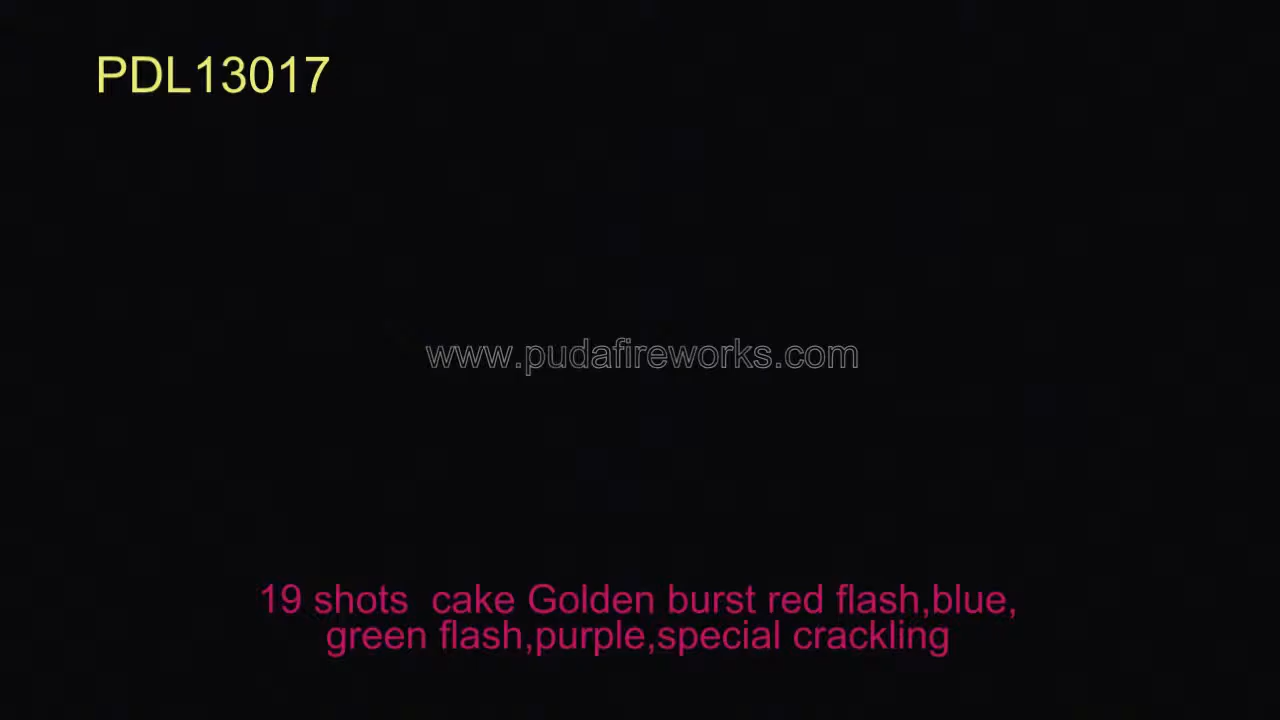 PDL13017
www.pudafireworks.com
19 shots  cake Golden burst red flash,blue,
green flash,purple,special crackling